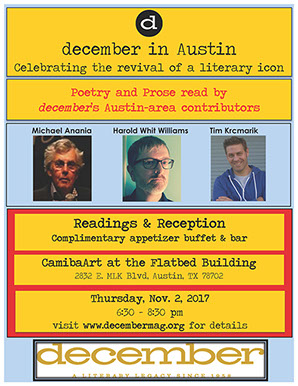 d
december in Austin
Celebrating the revival of a literary icon
Poetry and Prose read by
december's Austin-area contributors
Michael Anania
Harold Whit Williams
Tim Krcmarik
Readings & Reception
Complimentary appetizer buffet & bar
CamibaArt at the Flatbed Building
2832 E. MLK Blvd, Austin, TX 78702
Thursday, Nov. 2, 2017
6:30 - 8:30 pm
visit www.decembermag.org for details
december
A LITERARY LEGACY SINCE 1958